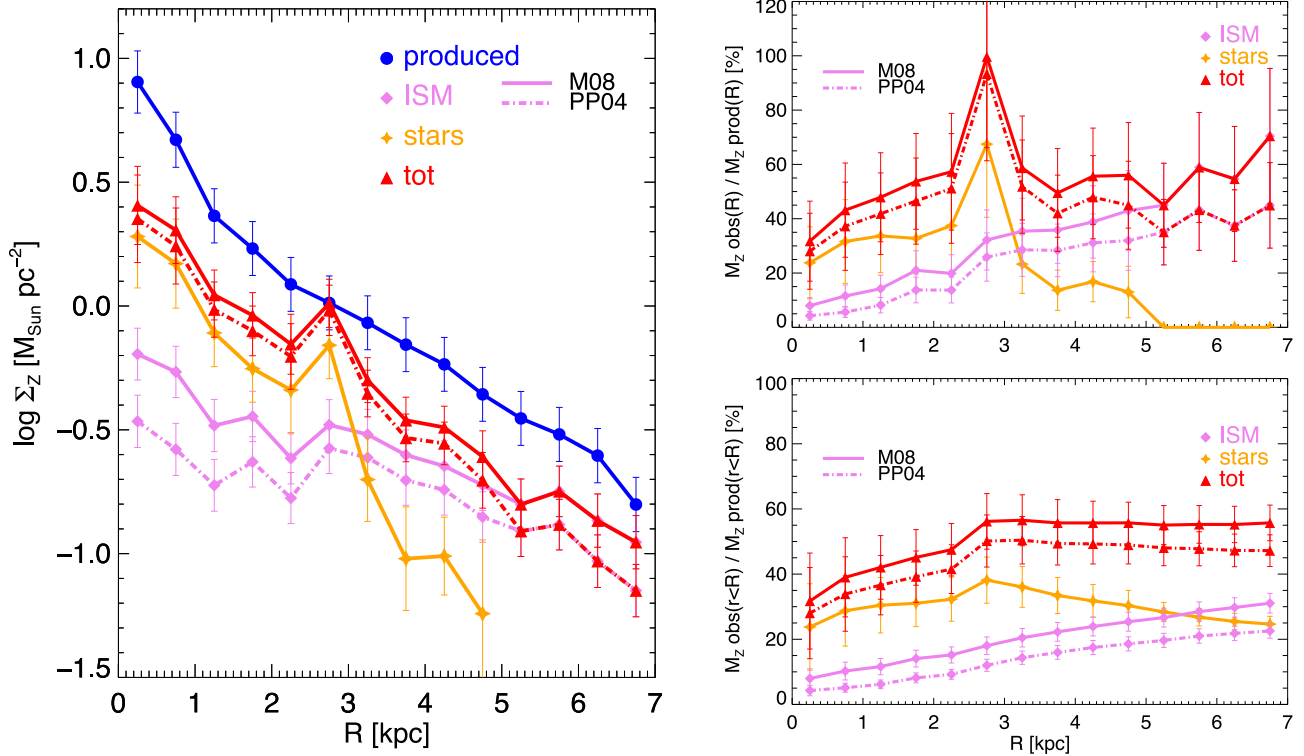 produced
ISM
stars
tot
M08
PP04
log Σ_Z [M_Sun pc⁻²]
1.0
0.5
0.0
−0.5
−1.0
−1.5
0 1 2 3 4 5 6 7
R [kpc]
ISM
stars
tot
M08
PP04
M_Z obs(R) / M_Z prod(R) [%]
120
100
80
60
40
20
0
0 1 2 3 4 5 6 7
ISM
stars
tot
M08
PP04
M_Z obs(r<R) / M_Z prod(r<R) [%]
100
80
60
40
20
0
0 1 2 3 4 5 6 7
R [kpc]